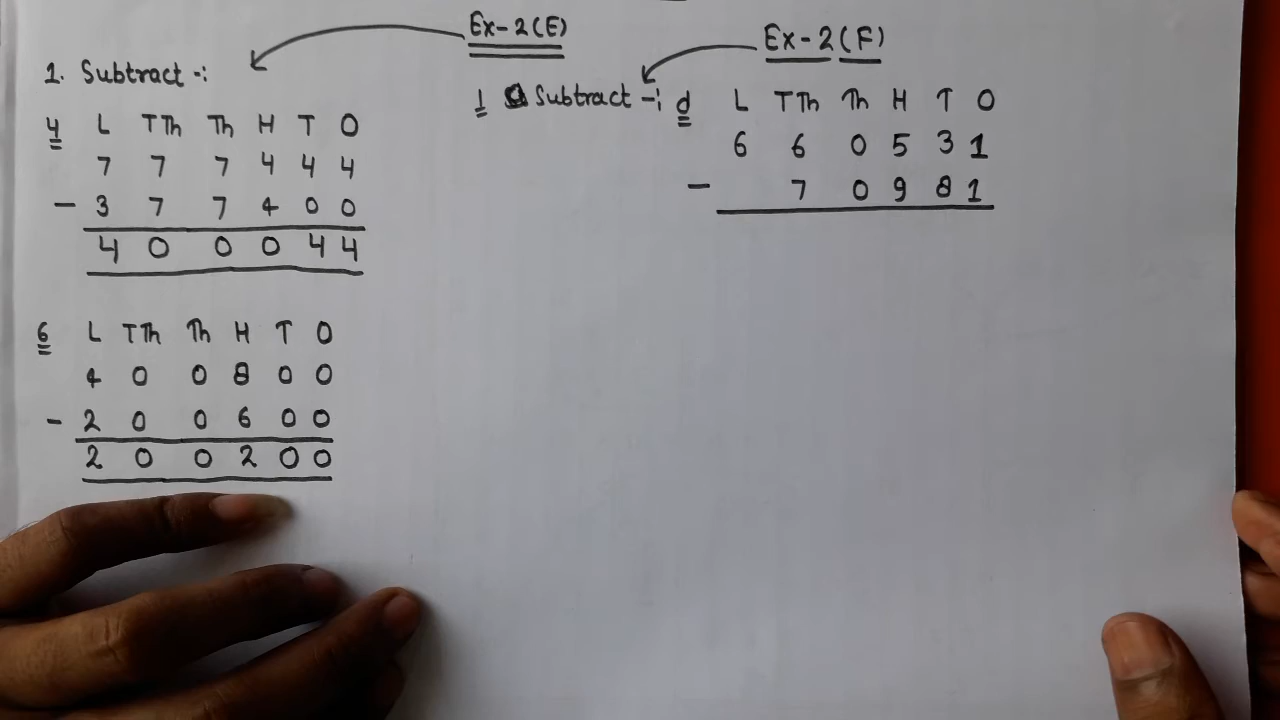 Ex-2(E)
1. Subtract -:
4 L T Th Th H T O
7 7 7 4 4 4
- 3 7 7 4 0 0
4 0 0 0 4 4
6 L T Th Th H T O
4 0 0 8 0 0
- 2 0 0 6 0 0
2 0 0 2 0 0
Ex-2(F)
1 Subtract -: d L T Th Th H T O
6 6 0 5 3 1
- 7 0 9 8 1